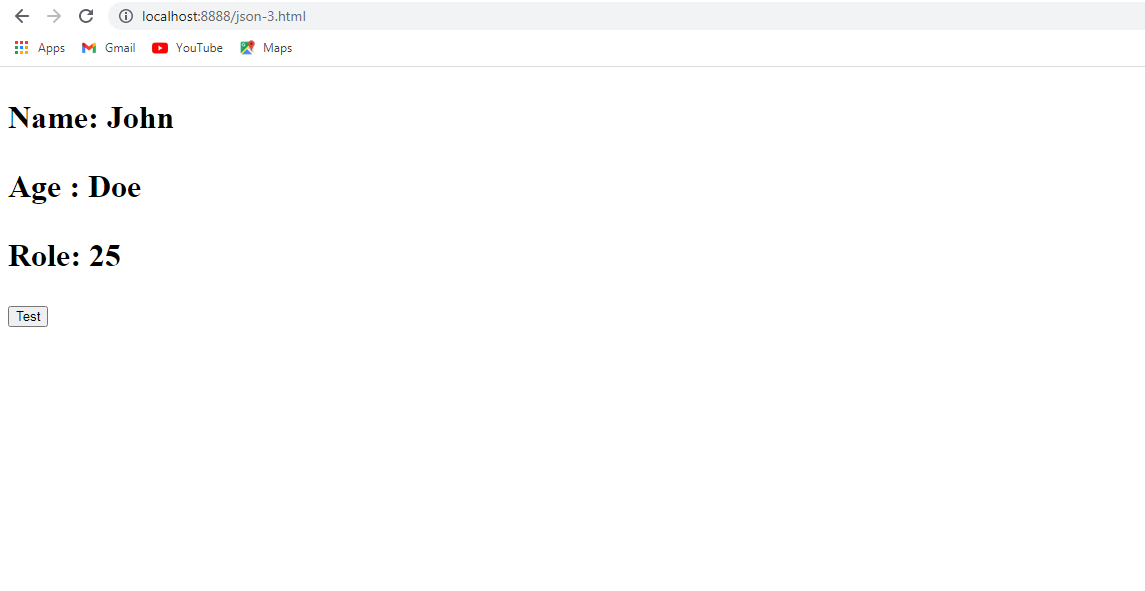 localhost:8888/json-3.html
Apps Gmail YouTube Maps
Name: John
Age : Doe
Role: 25
Test